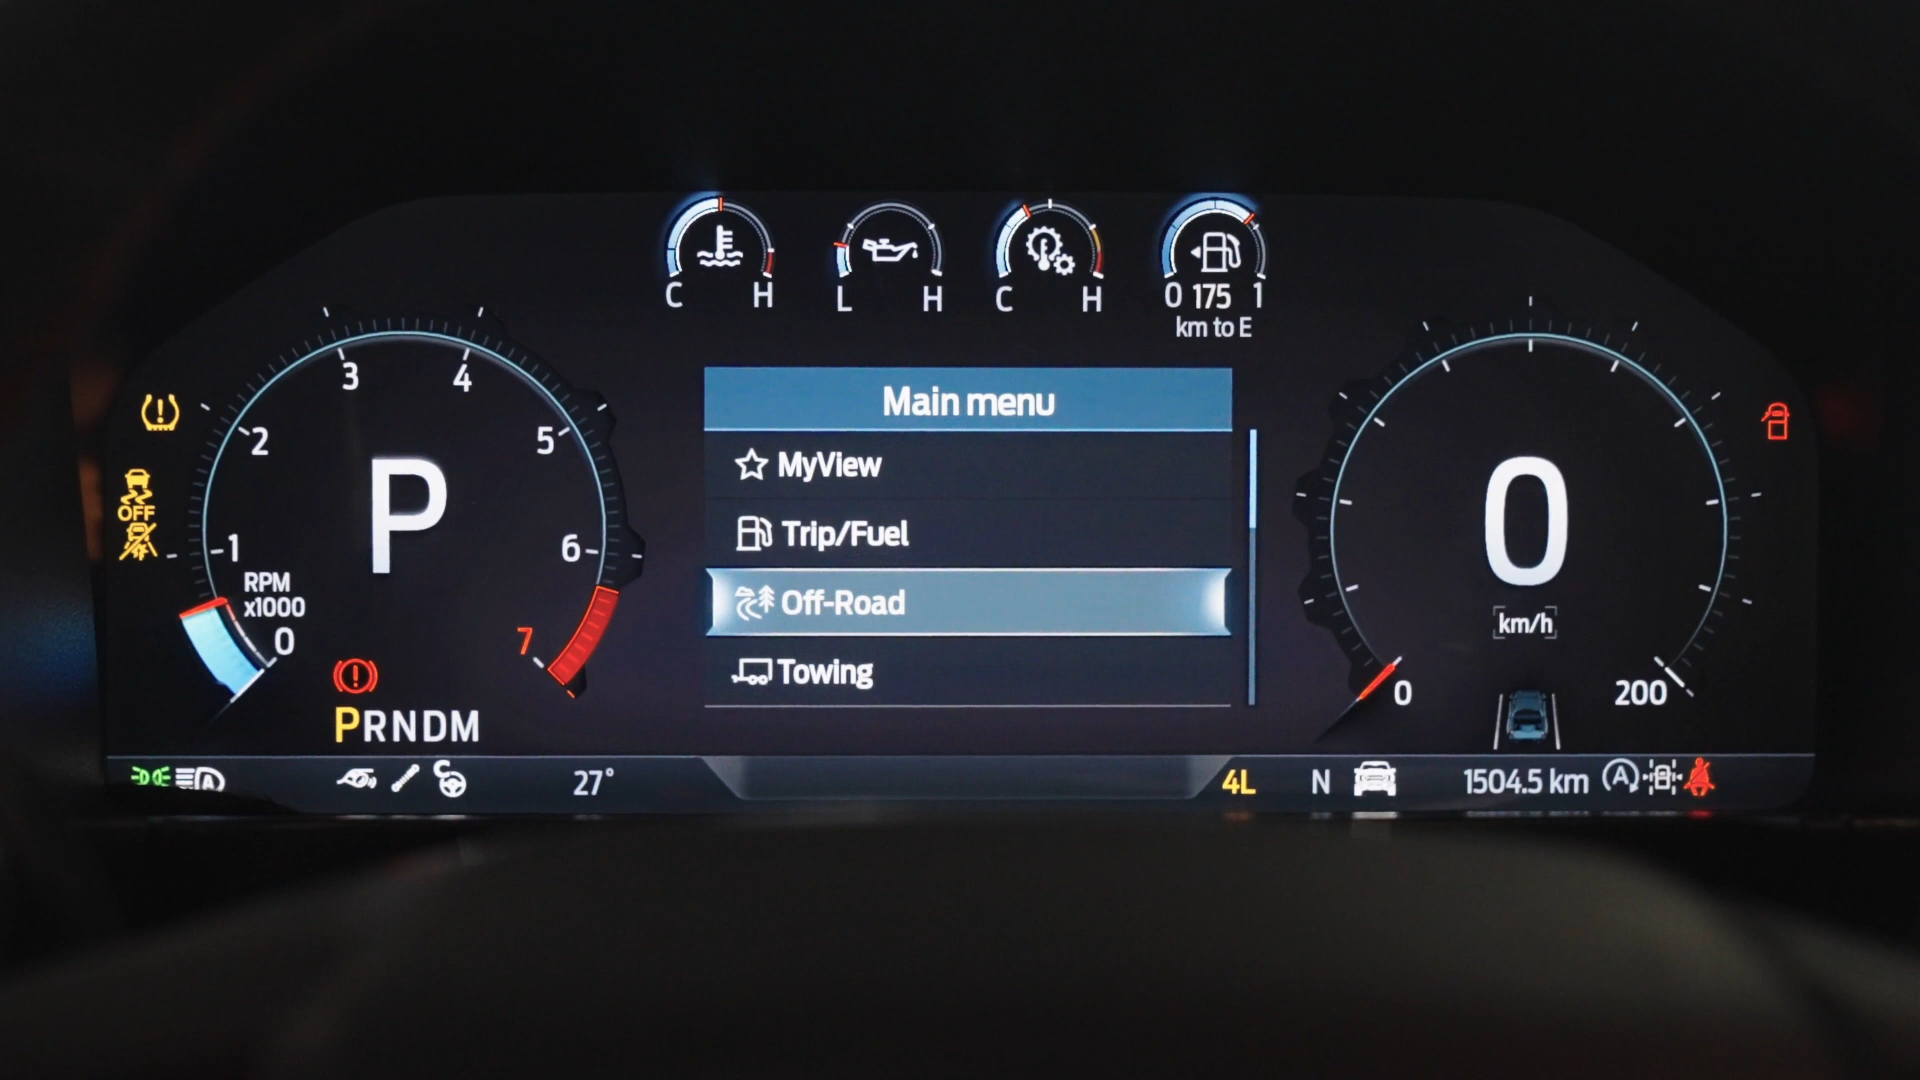 C H
L H
C H
0 175 1
km to E
Main menu
MyView
Trip/Fuel
Off-Road
Towing
0 1 2 3 4 5 6 7
RPM
x1000
P
PRNDM
OFF
0
km/h
0 200
27°
4L
N
1504.5 km
A
A
C